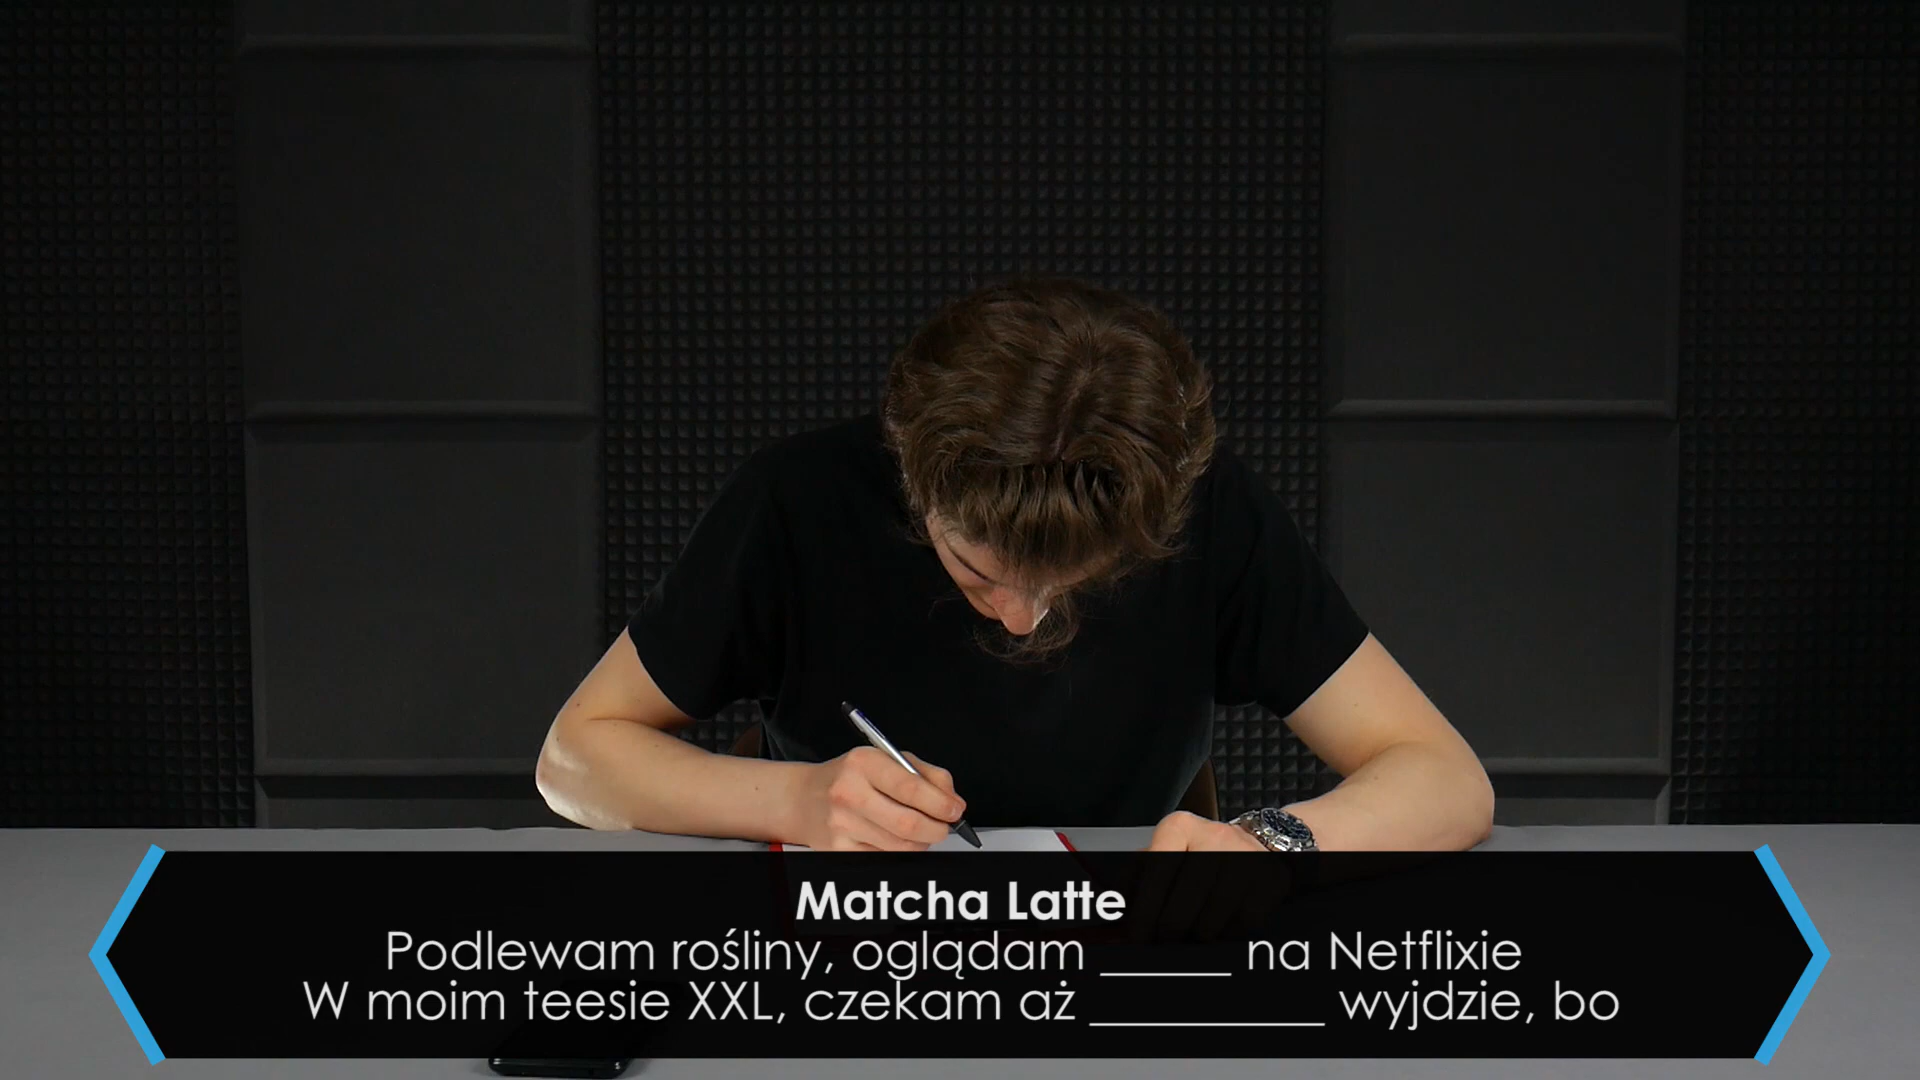 Matcha Latte
Podlewam rośliny, oglądam _____ na Netflixie
W moim teesie XXL, czekam aż _________ wyjdzie, bo